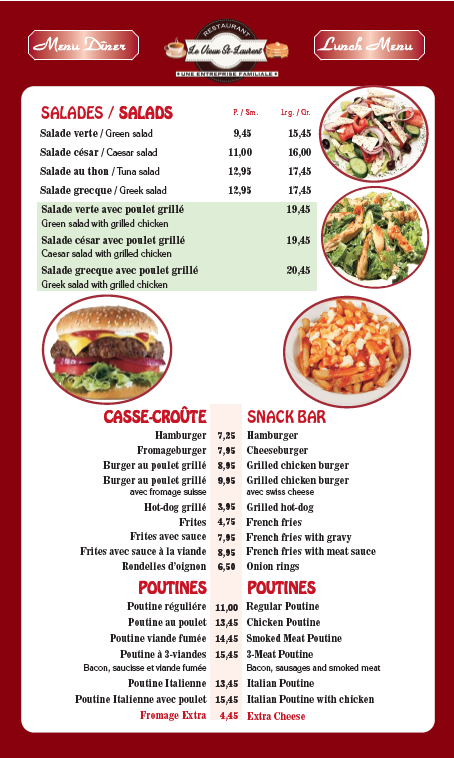 Menu Dîner
RESTAURANT
Le Vieux St-Laurent
• UNE ENTREPRISE FAMILIALE •
Lunch Menu
SALADES / SALADS P. / Sm. Lrg. / Gr.
Salade verte / Green salad 9,45 15,45
Salade césar / Caesar salad 11,00 16,00
Salade au thon / Tuna salad 12,95 17,45
Salade grecque / Greek salad 12,95 17,45
Salade verte avec poulet grillé 19,45
Green salad with grilled chicken
Salade césar avec poulet grillé 19,45
Caesar salad with grilled chicken
Salade grecque avec poulet grillé 20,45
Greek salad with grilled chicken
CASSE-CROÛTE SNACK BAR
Hamburger 7,25 Hamburger
Fromageburger 7,95 Cheeseburger
Burger au poulet grillé 8,95 Grilled chicken burger
Burger au poulet grillé 9,95 Grilled chicken burger
avec fromage suisse avec swiss cheese
Hot-dog grillé 3,95 Grilled hot-dog
Frites 4,75 French fries
Frites avec sauce 7,95 French fries with gravy
Frites avec sauce à la viande 8,95 French fries with meat sauce
Rondelles d'oignon 6,50 Onion rings
POUTINES POUTINES
Poutine réguliére 11,00 Regular Poutine
Poutine au poulet 13,45 Chicken Poutine
Poutine viande fumée 14,45 Smoked Meat Poutine
Poutine à 3-viandes 15,45 3-Meat Poutine
Bacon, saucisse et viande fumée Bacon, sausages and smoked meat
Poutine Italienne 13,45 Italian Poutine
Poutine Italienne avec poulet 15,45 Italian Poutine with chicken
Fromage Extra 4,45 Extra Cheese